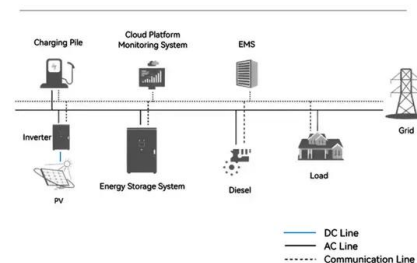 Charging Pile
Cloud Platform
Monitoring System
EMS
Grid
Inverter
PV
Energy Storage System
Diesel
Load
DC Line
AC Line
Communication Line